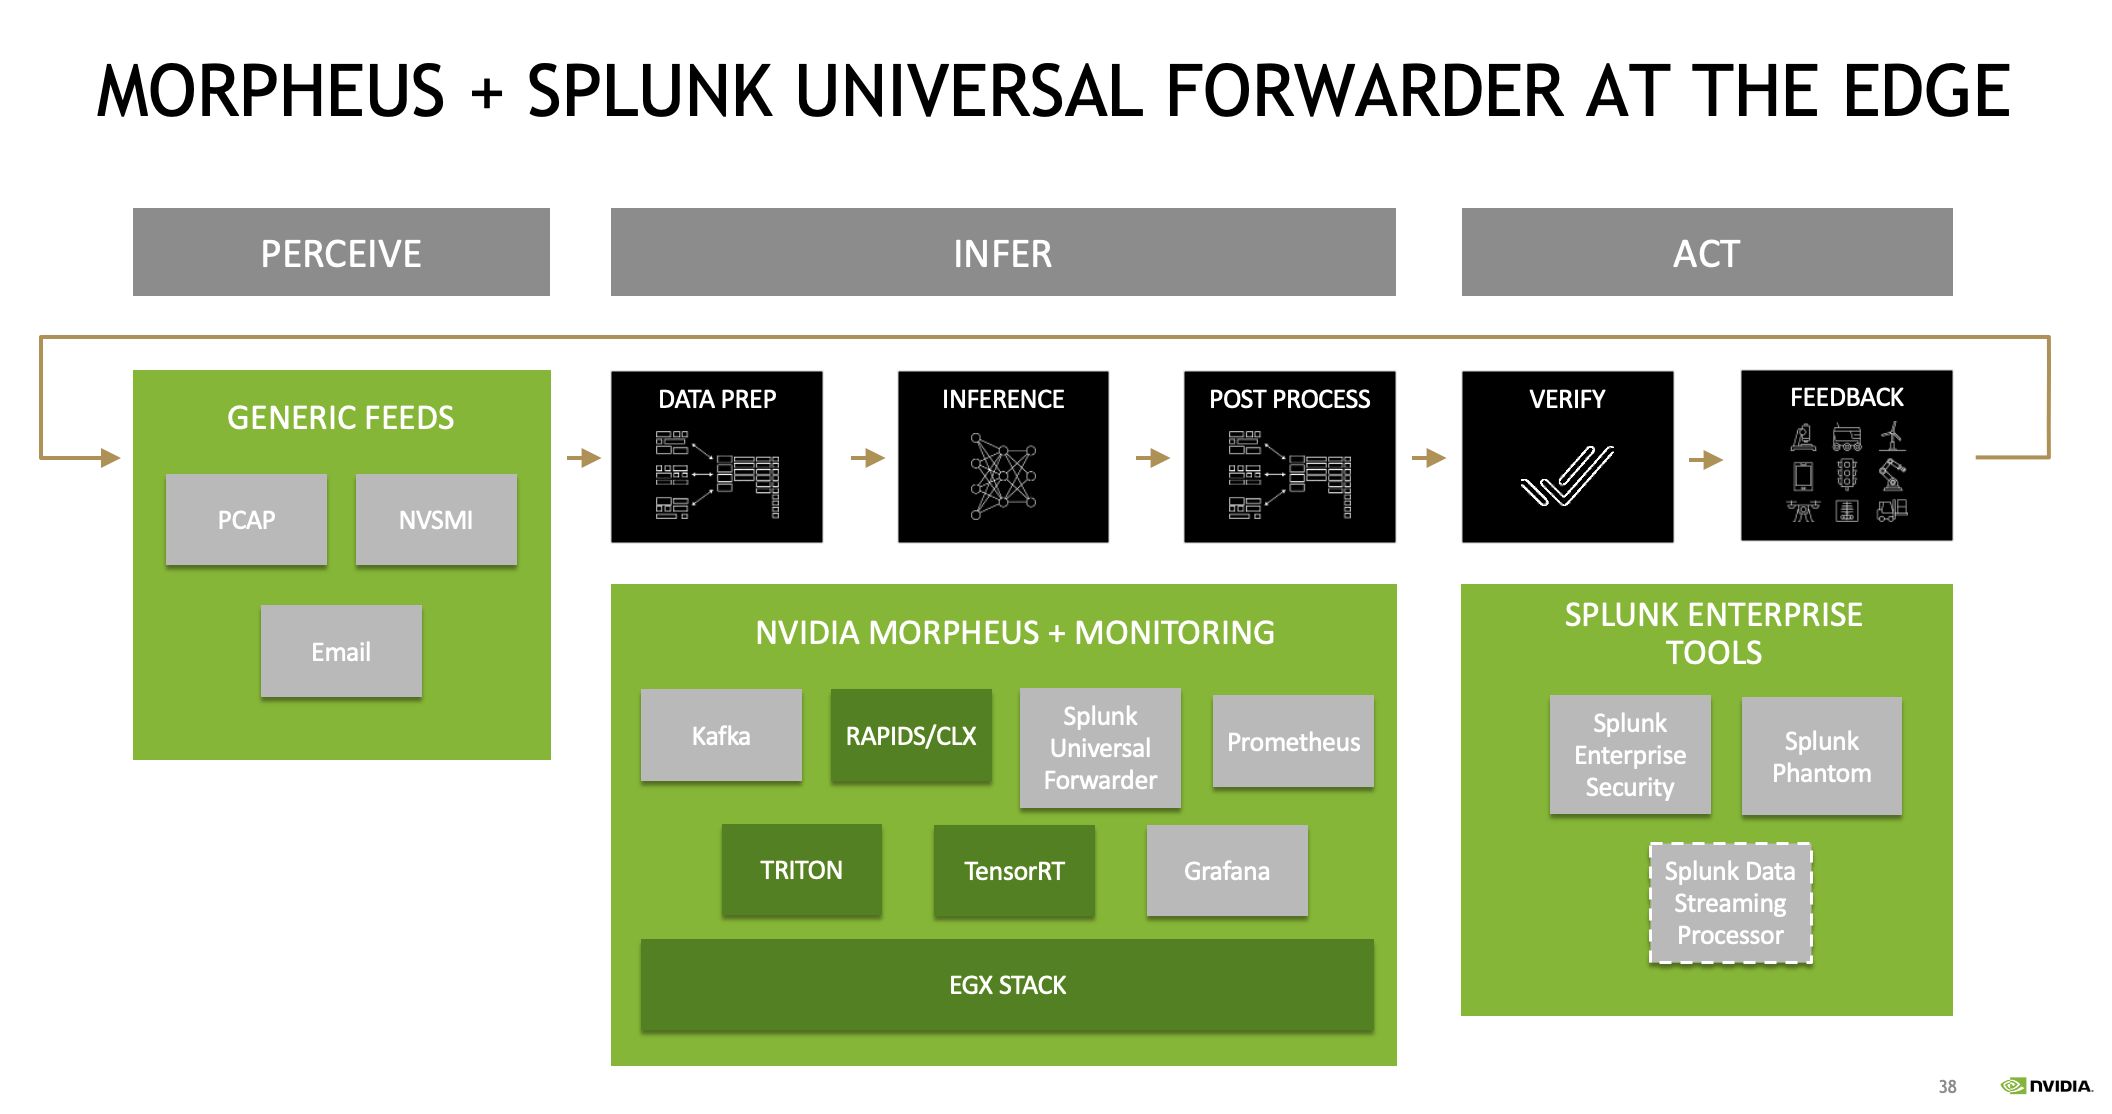 MORPHEUS + SPLUNK UNIVERSAL FORWARDER AT THE EDGE
PERCEIVE
INFER
ACT
GENERIC FEEDS
PCAP
NVSMI
Email
DATA PREP
INFERENCE
POST PROCESS
VERIFY
FEEDBACK
NVIDIA MORPHEUS + MONITORING
Kafka
RAPIDS/CLX
Splunk
Universal
Forwarder
Prometheus
TRITON
TensorRT
Grafana
EGX STACK
SPLUNK ENTERPRISE
TOOLS
Splunk
Enterprise
Security
Splunk
Phantom
Splunk Data
Streaming
Processor
38
NVIDIA.